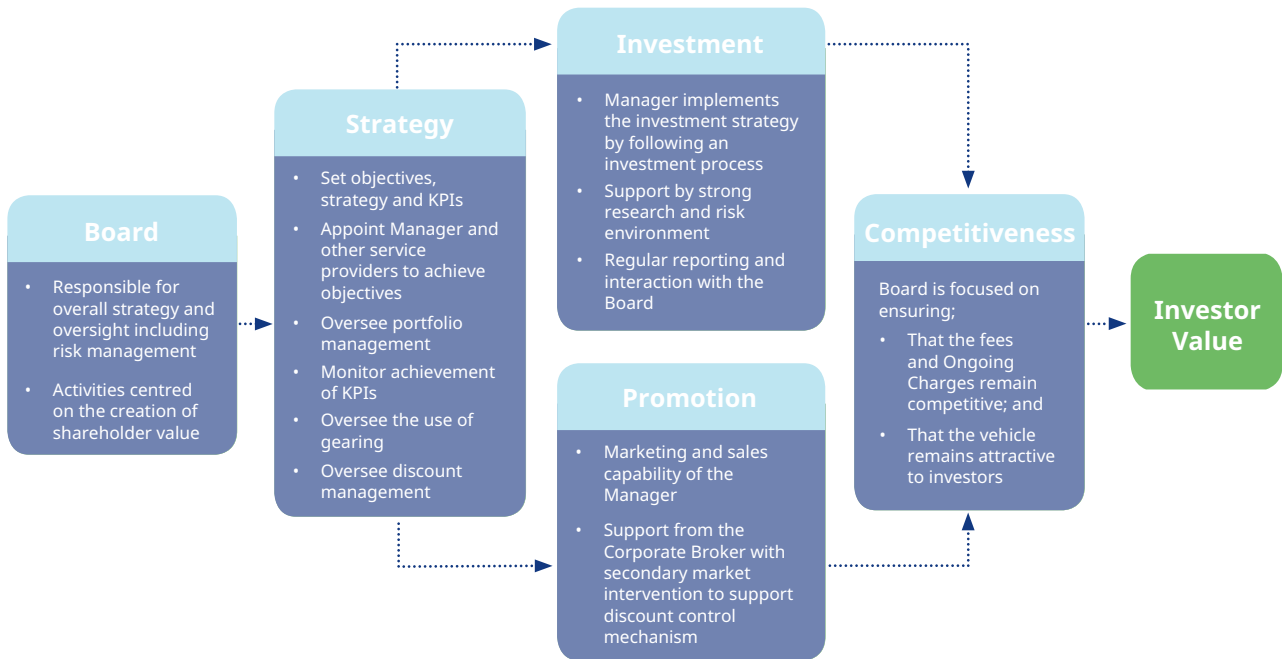 Board
• Responsible for
overall strategy and
oversight including
risk management
• Activities centred
on the creation of
shareholder value
Strategy
• Set objectives,
strategy and KPIs
• Appoint Manager and
other service
providers to achieve
objectives
• Oversee portfolio
management
• Monitor achievement
of KPIs
• Oversee the use of
gearing
• Oversee discount
management
Investment
• Manager implements
the investment strategy
by following an
investment process
• Support by strong
research and risk
environment
• Regular reporting and
interaction with the
Board
Promotion
• Marketing and sales
capability of the
Manager
• Support from the
Corporate Broker with
secondary market
intervention to support
discount control
mechanism
Competitiveness
Board is focused on
ensuring;
• That the fees
and Ongoing
Charges remain
competitive; and
• That the vehicle
remains attractive
to investors
Investor
Value